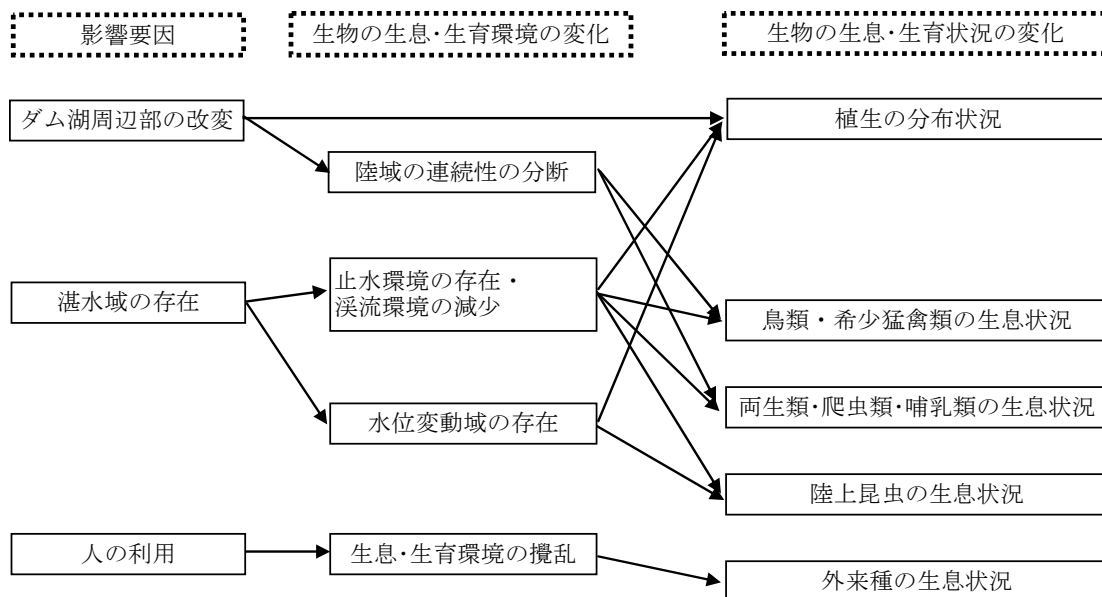 影響要因
生物の生息･生育環境の変化
生物の生息･生育状況の変化
ダム湖周辺部の改変
植生の分布状況
陸域の連続性の分断
湛水域の存在
止水環境の存在・
渓流環境の減少
鳥類・希少猛禽類の生息状況
両生類･爬虫類･哺乳類の生息状況
水位変動域の存在
陸上昆虫の生息状況
人の利用
生息･生育環境の攪乱
外来種の生息状況